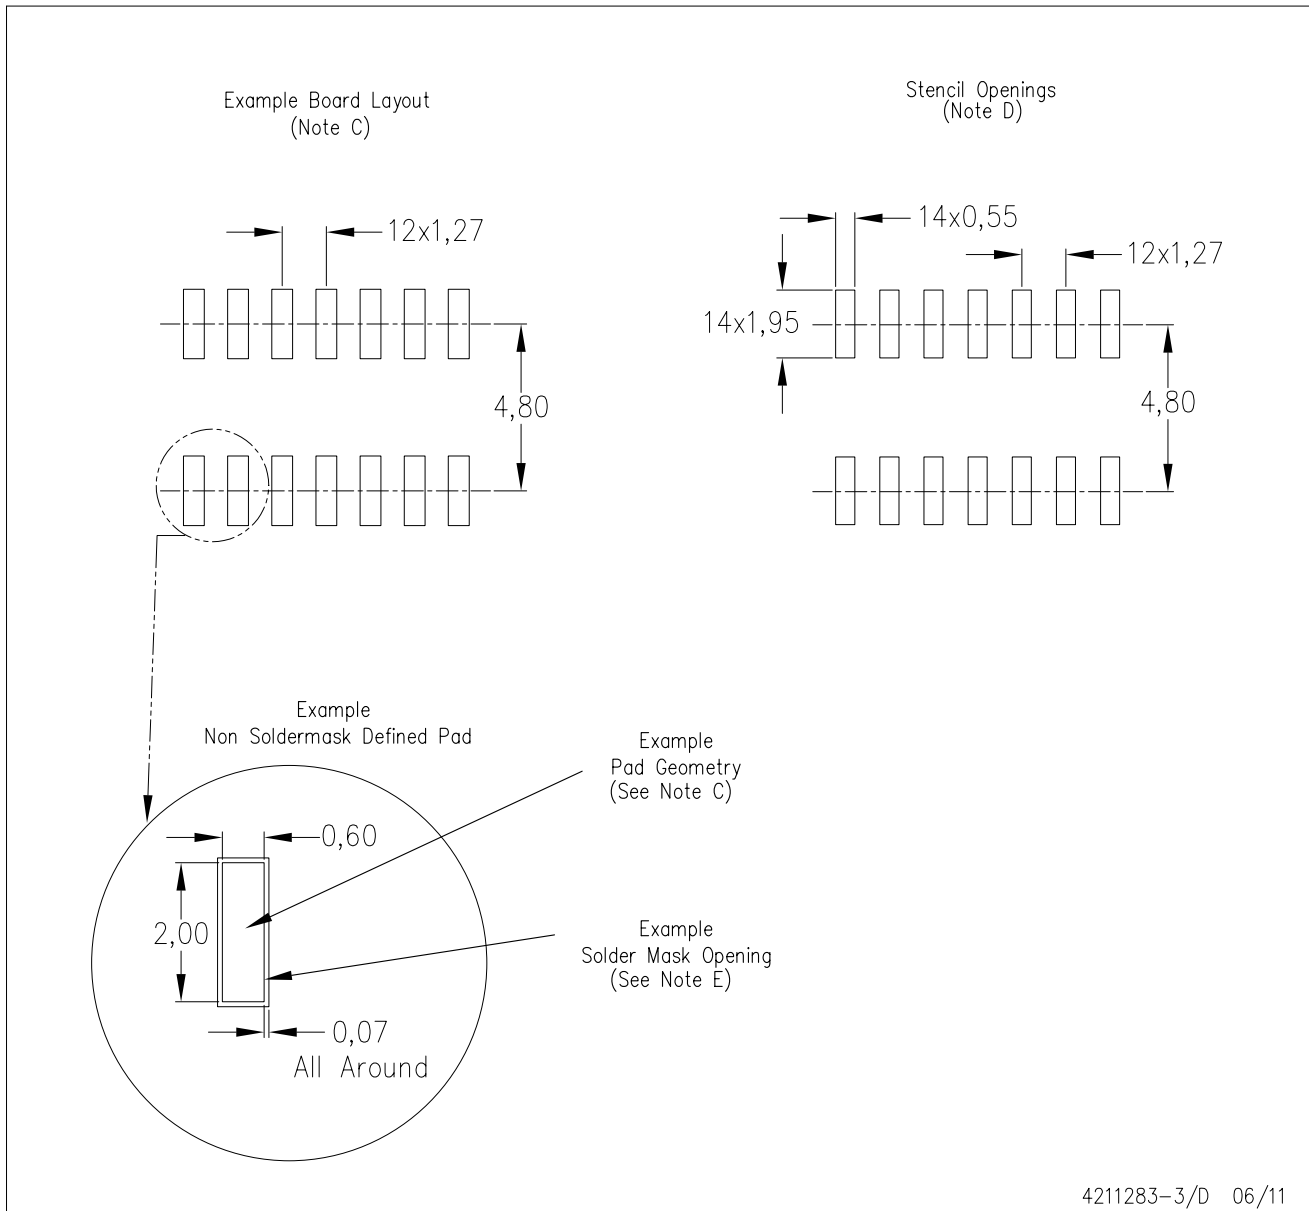 Example Board Layout
(Note C)
Stencil Openings
(Note D)
12x1,27
14x0,55
12x1,27
14x1,95
4,80
4,80
Example
Non Soldermask Defined Pad
Example
Pad Geometry
(See Note C)
0,60
2,00
Example
Solder Mask Opening
(See Note E)
0,07
All Around
4211283-3/D 06/11